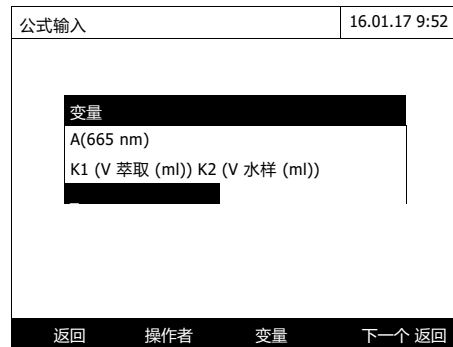 公式输入
16.01.17 9:52
变量
A(665 nm)
K1 (V 萃取 (ml)) K2 (V 水样 (ml))
返回 操作者 变量 下一个 返回